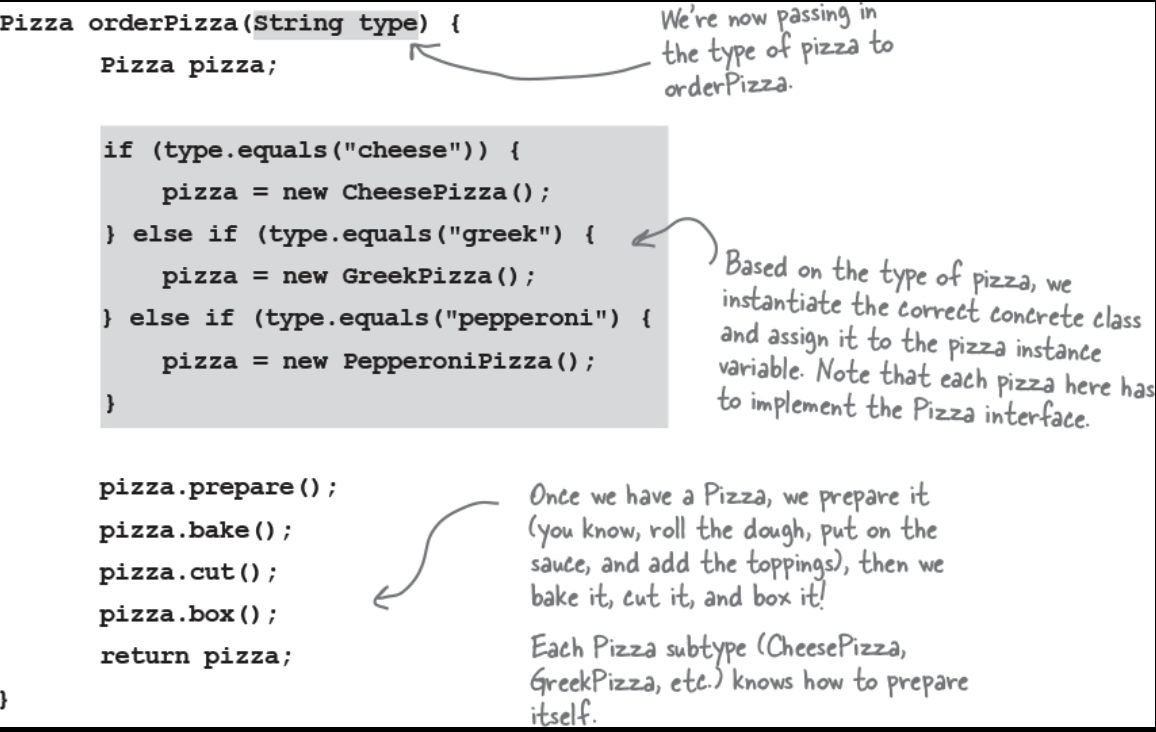 Pizza orderPizza(String type) {
Pizza pizza;
We're now passing in
the type of pizza to
orderPizza.
if (type.equals("cheese")) {
pizza = new CheesePizza();
} else if (type.equals("greek") {
pizza = new GreekPizza();
} else if (type.equals("pepperoni") {
pizza = new PepperoniPizza();
}
Based on the type of pizza, we
instantiate the correct concrete class
and assign it to the pizza instance
variable. Note that each pizza here has
to implement the Pizza interface.
pizza.prepare();
pizza.bake();
pizza.cut();
pizza.box();
return pizza;
}
Once we have a Pizza, we prepare it
(you know, roll the dough, put on the
sauce, and add the toppings), then we
bake it, cut it, and box it!
Each Pizza subtype (CheesePizza,
GreekPizza, etc.) knows how to prepare
itself.